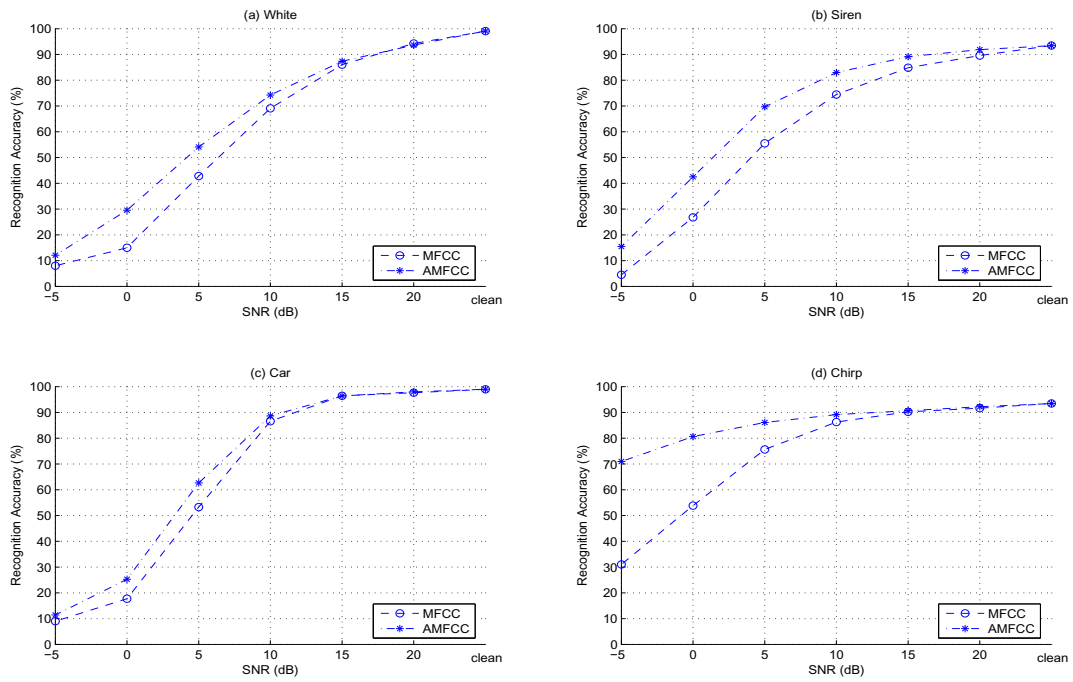 (a) White
Recognition Accuracy (%)
100
90
80
70
60
50
40
30
20
10
0
−5 0 5 10 15 20 clean
SNR (dB)
MFCC
AMFCC
(b) Siren
Recognition Accuracy (%)
100
90
80
70
60
50
40
30
20
10
0
−5 0 5 10 15 20 clean
SNR (dB)
MFCC
AMFCC
(c) Car
Recognition Accuracy (%)
100
90
80
70
60
50
40
30
20
10
0
−5 0 5 10 15 20 clean
SNR (dB)
MFCC
AMFCC
(d) Chirp
Recognition Accuracy (%)
100
90
80
70
60
50
40
30
20
10
0
−5 0 5 10 15 20 clean
SNR (dB)
MFCC
AMFCC